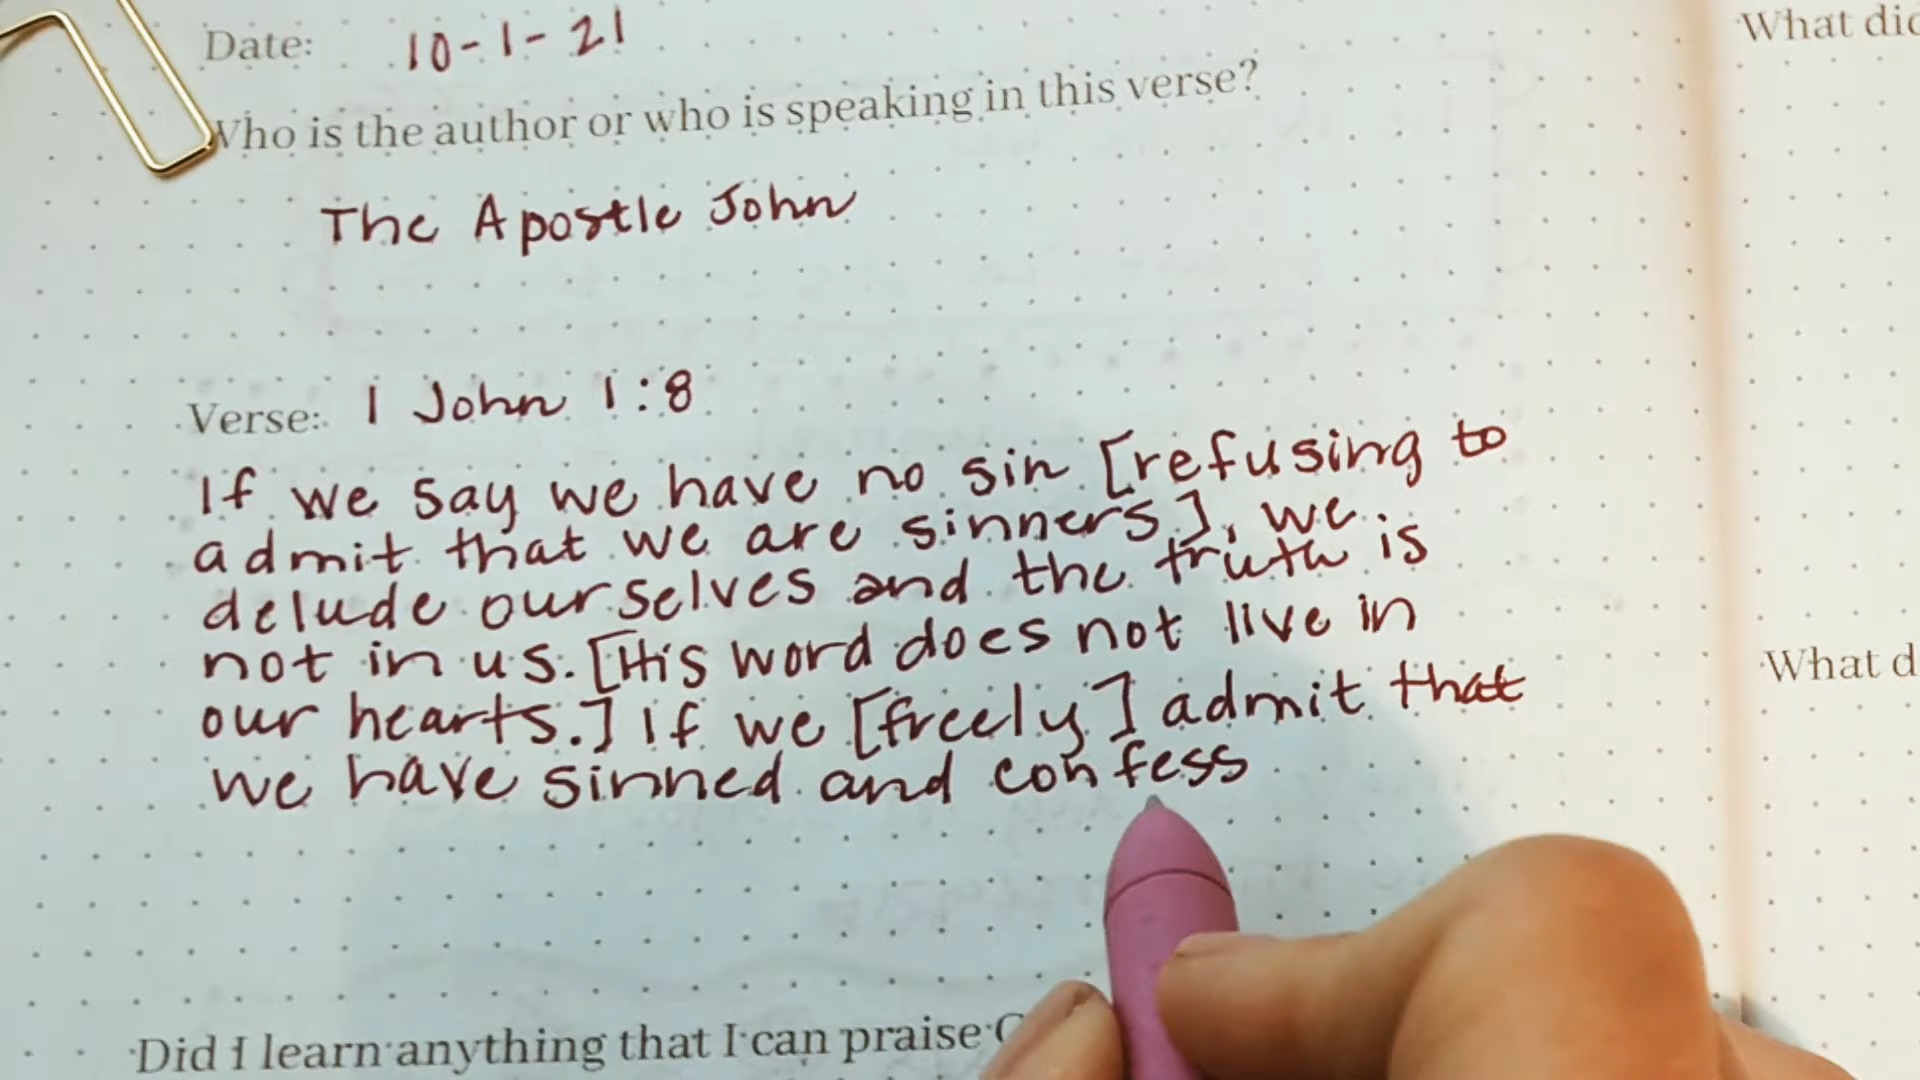 Date: 10-1-21
Who is the author or who is speaking in this verse?
The Apostle John
Verse: 1 John 1:8
If we say we have no sin [refusing to
admit that we are sinners], we
delude ourselves and the truth is
not in us. [His word does not live in
our hearts.] If we [freely] admit that
we have sinned and confess
Did I learn anything that I can praise
What
What